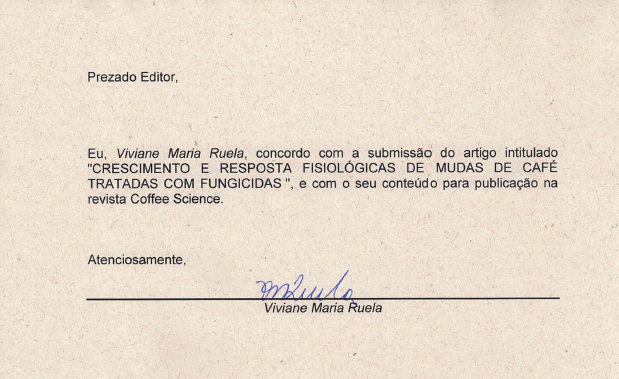 Prezado Editor,
Eu, Viviane Maria Ruela, concordo com a submissão do artigo intitulado
"CRESCIMENTO E RESPOSTA FISIOLÓGICAS DE MUDAS DE CAFÉ
TRATADAS COM FUNGICIDAS ", e com o seu conteúdo para publicação na
revista Coffee Science.
Atenciosamente,
Viviane Maria Ruela